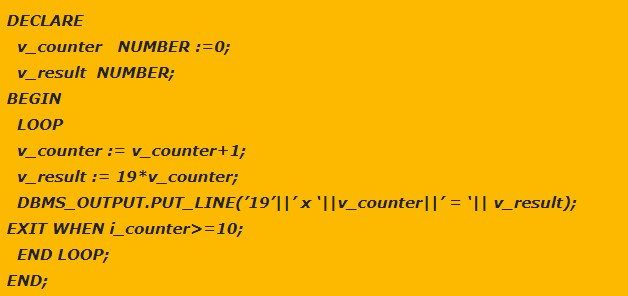 DECLARE
v_counter NUMBER :=0;
v_result NUMBER;
BEGIN
LOOP
v_counter := v_counter+1;
v_result := 19*v_counter;
DBMS_OUTPUT.PUT_LINE(’19’||’ x ‘||v_counter||’ = ‘|| v_result);
EXIT WHEN i_counter>=10;
END LOOP;
END;